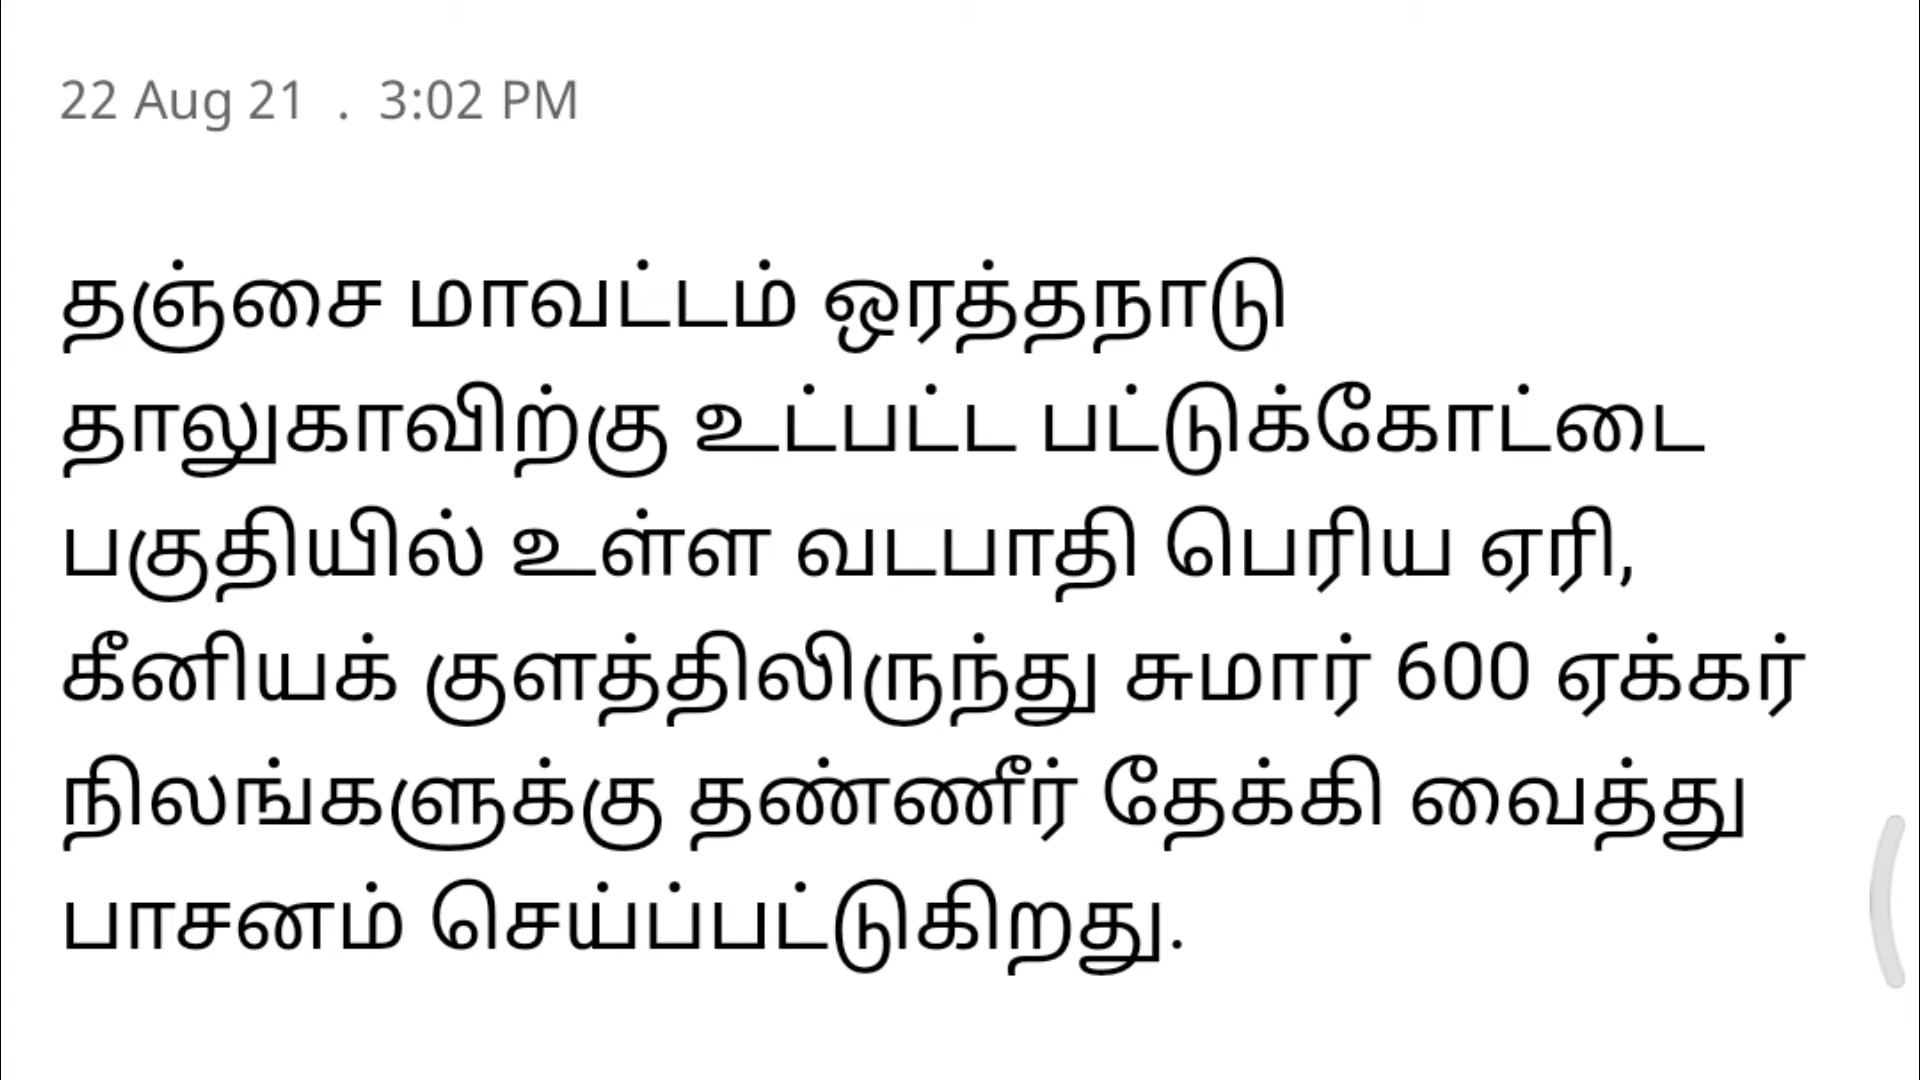 22 Aug 21 . 3:02 PM
தஞ்சை மாவட்டம் ஒரத்தநாடு
தாலுகாவிற்கு உட்பட்ட பட்டுக்கோட்டை
பகுதியில் உள்ள வடபாதி பெரிய ஏரி,
கீனியக் குளத்திலிருந்து சுமார் 600 ஏக்கர்
நிலங்களுக்கு தண்ணீர் தேக்கி வைத்து
பாசனம் செய்ப்பட்டுகிறது.